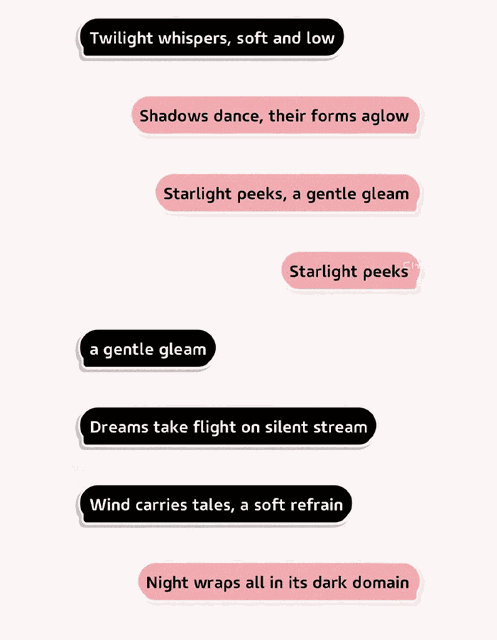 Twilight whispers, soft and low
Shadows dance, their forms aglow
Starlight peeks, a gentle gleam
Starlight peeks
a gentle gleam
Dreams take flight on silent stream
Wind carries tales, a soft refrain
Night wraps all in its dark domain